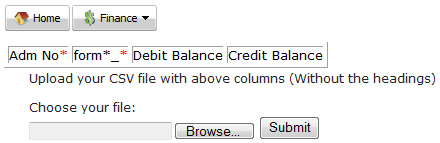 Home Finance
Adm No* form*_* Debit Balance Credit Balance
Upload your CSV file with above columns (Without the headings)
Choose your file:
Browse... Submit